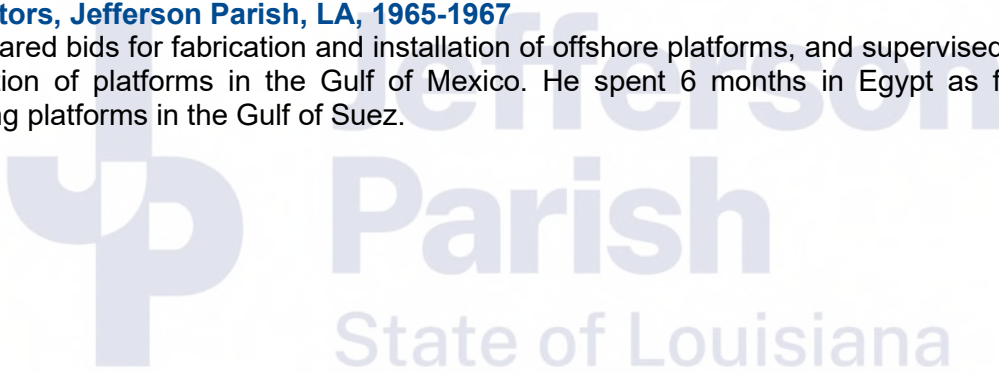 tors, Jefferson Parish, LA, 1965-1967
ared bids for fabrication and installation of offshore platforms, and supervised
tion of platforms in the Gulf of Mexico. He spent 6 months in Egypt as f
ng platforms in the Gulf of Suez.
Jefferson
Parish
State of Louisiana